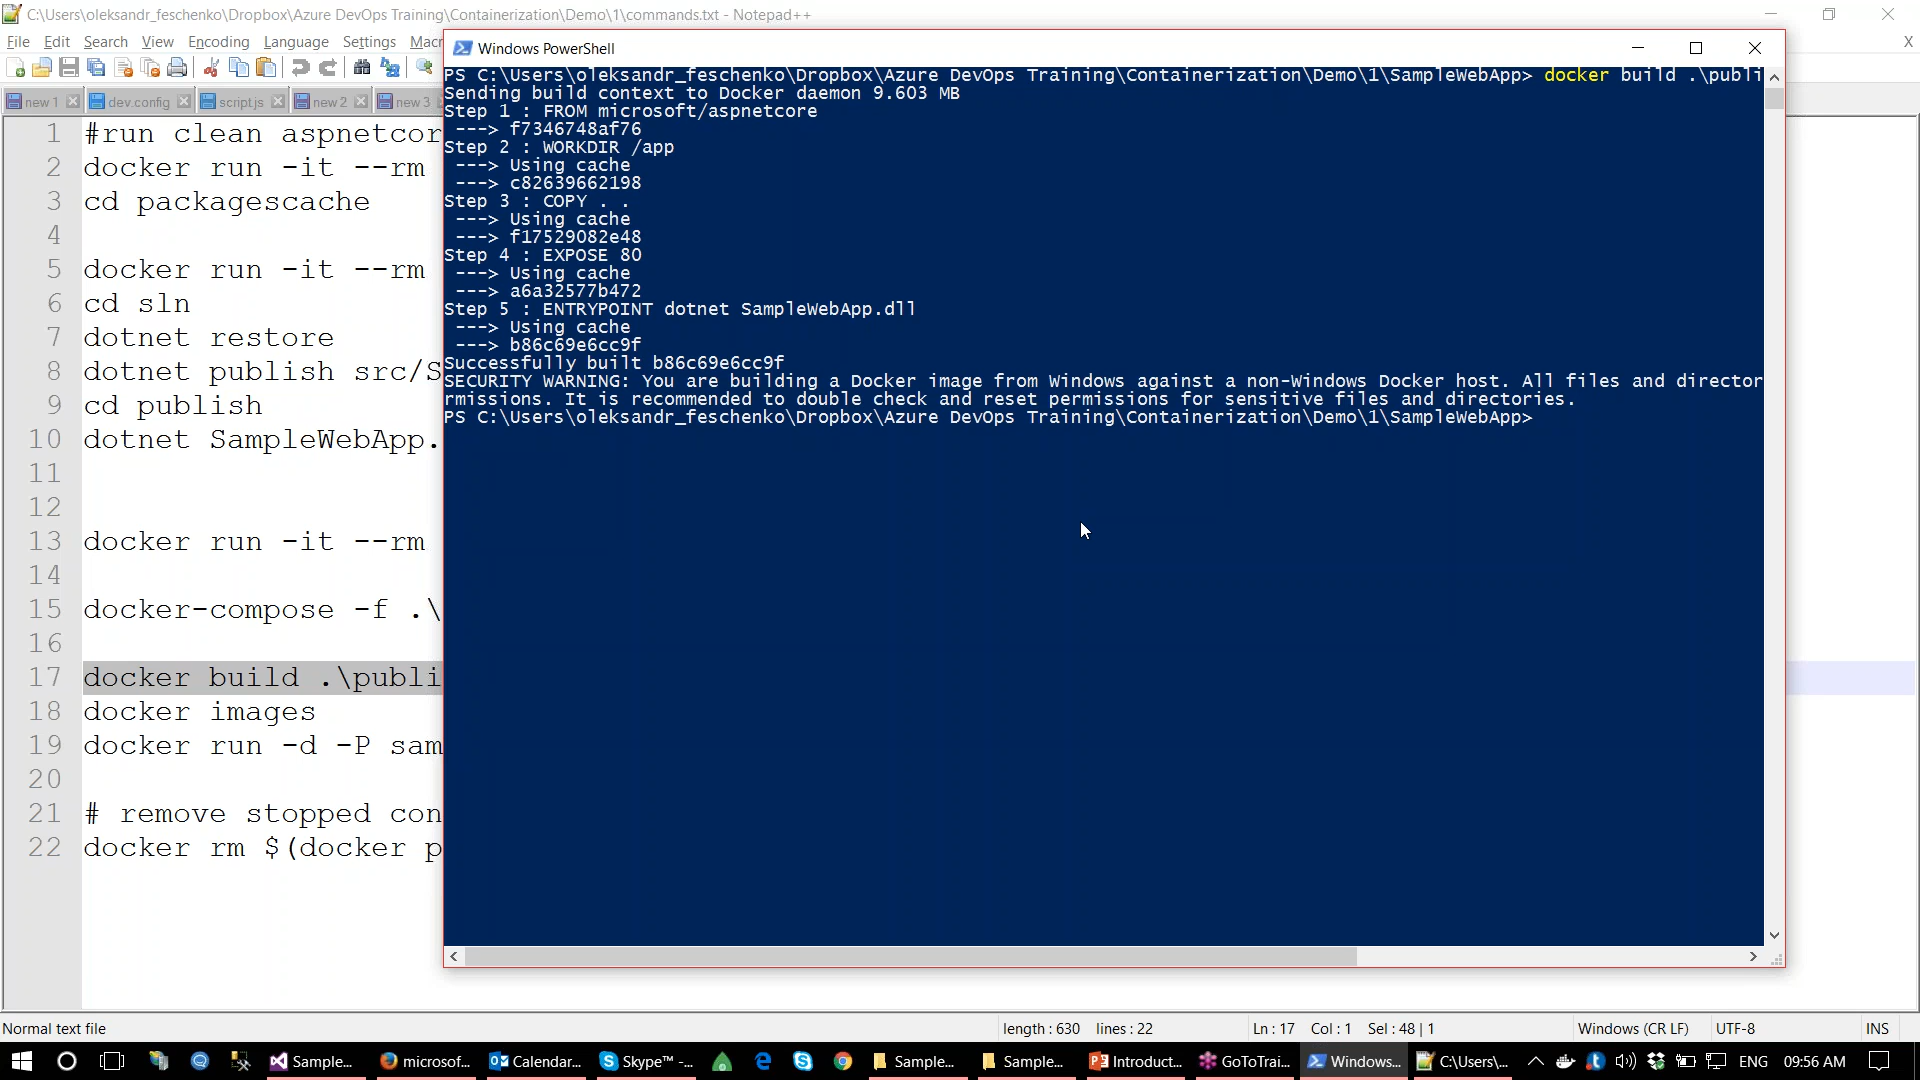 C:\Users\oleksandr_feschenko\Dropbox\Azure DevOps Training\Containerization\Demo\1\commands.txt - Notepad++
File Edit Search View Encoding Language Settings Macr
X
new 1 dev.config script.js new 2 new 3
1 #run clean aspnetcor
2 docker run -it --rm
3 cd packagescache
4
5 docker run -it --rm
6 cd sln
7 dotnet restore
8 dotnet publish src/S
9 cd publish
10 dotnet SampleWebApp.
11
12
13 docker run -it --rm
14
15 docker-compose -f .\
16
17 docker build .\publi
18 docker images
19 docker run -d -P sam
20
21 # remove stopped con
22 docker rm $(docker p
Windows PowerShell
PS C:\Users\oleksandr_feschenko\Dropbox\Azure DevOps Training\Containerization\Demo\1\SampleWebApp> docker build .\publi
Sending build context to Docker daemon 9.603 MB
Step 1 : FROM microsoft/aspnetcore
---> f7346748af76
Step 2 : WORKDIR /app
---> Using cache
---> c82639662198
Step 3 : COPY . .
---> Using cache
---> f17529082e48
Step 4 : EXPOSE 80
---> Using cache
---> a6a32577b472
Step 5 : ENTRYPOINT dotnet SampleWebApp.dll
---> Using cache
---> b86c69e6cc9f
Successfully built b86c69e6cc9f
SECURITY WARNING: You are building a Docker image from Windows against a non-Windows Docker host. All files and director
rmissions. It is recommended to double check and reset permissions for sensitive files and directories.
PS C:\Users\oleksandr_feschenko\Dropbox\Azure DevOps Training\Containerization\Demo\1\SampleWebApp>
Normal text file length : 630 lines : 22 Ln : 17 Col : 1 Sel : 48 | 1 Windows (CR LF) UTF-8 INS
Sample... microsof... Calendar... Skype™ -... Sample... Sample... Introduct... GoToTrai... Windows... C:\Users\... ENG 09:56 AM